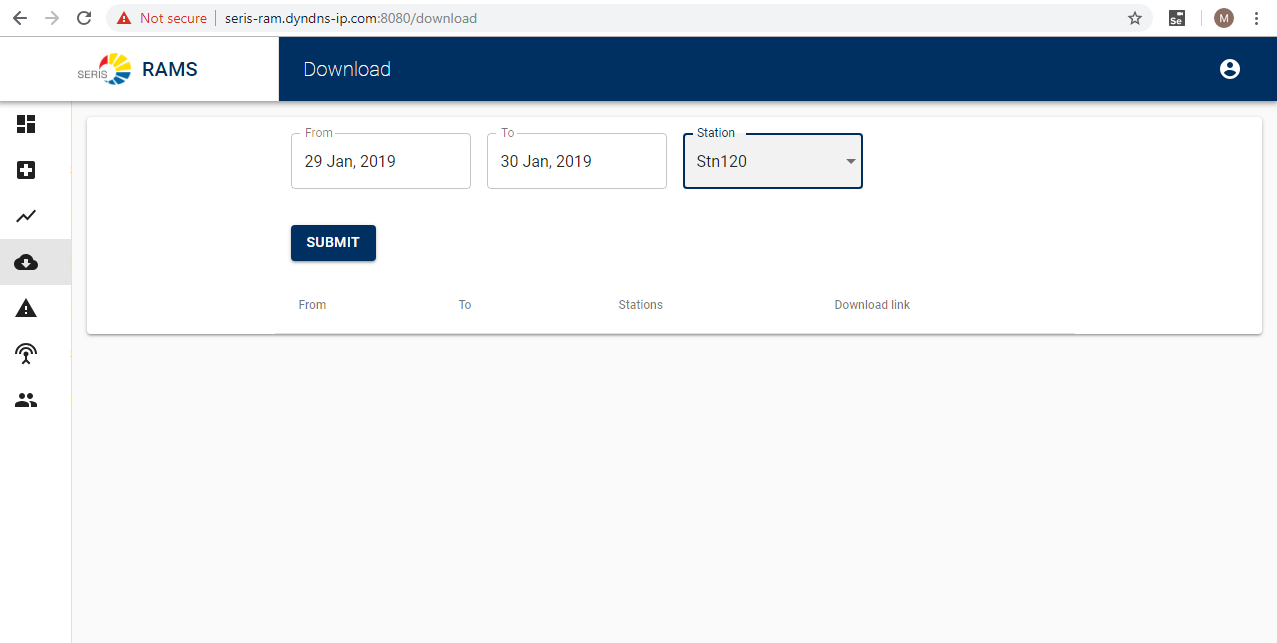 Not secure | seris-ram.dyndns-ip.com:8080/download
Se
M
SERIS RAMS
Download
From
To
Station
29 Jan, 2019
30 Jan, 2019
Stn120
SUBMIT
From To Stations Download link